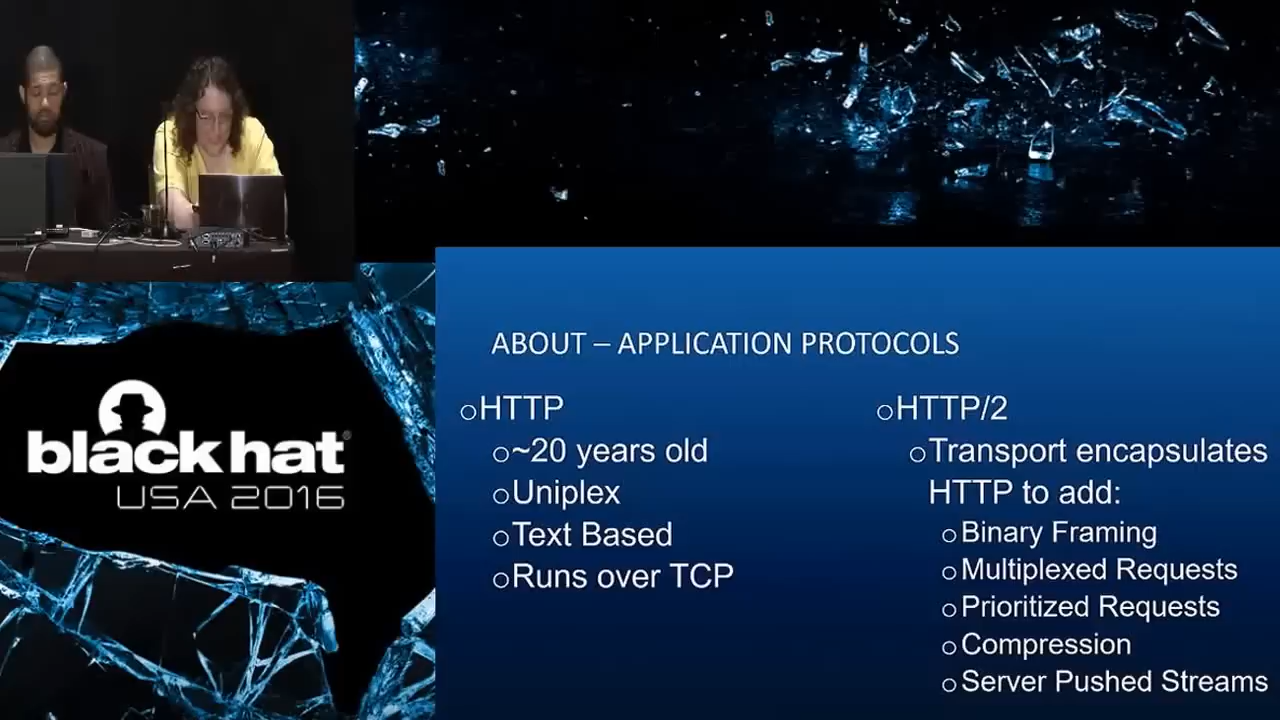 black hat®
USA 2016
ABOUT – APPLICATION PROTOCOLS
HTTP
~20 years old
Uniplex
Text Based
Runs over TCP
HTTP/2
Transport encapsulates
HTTP to add:
Binary Framing
Multiplexed Requests
Prioritized Requests
Compression
Server Pushed Streams